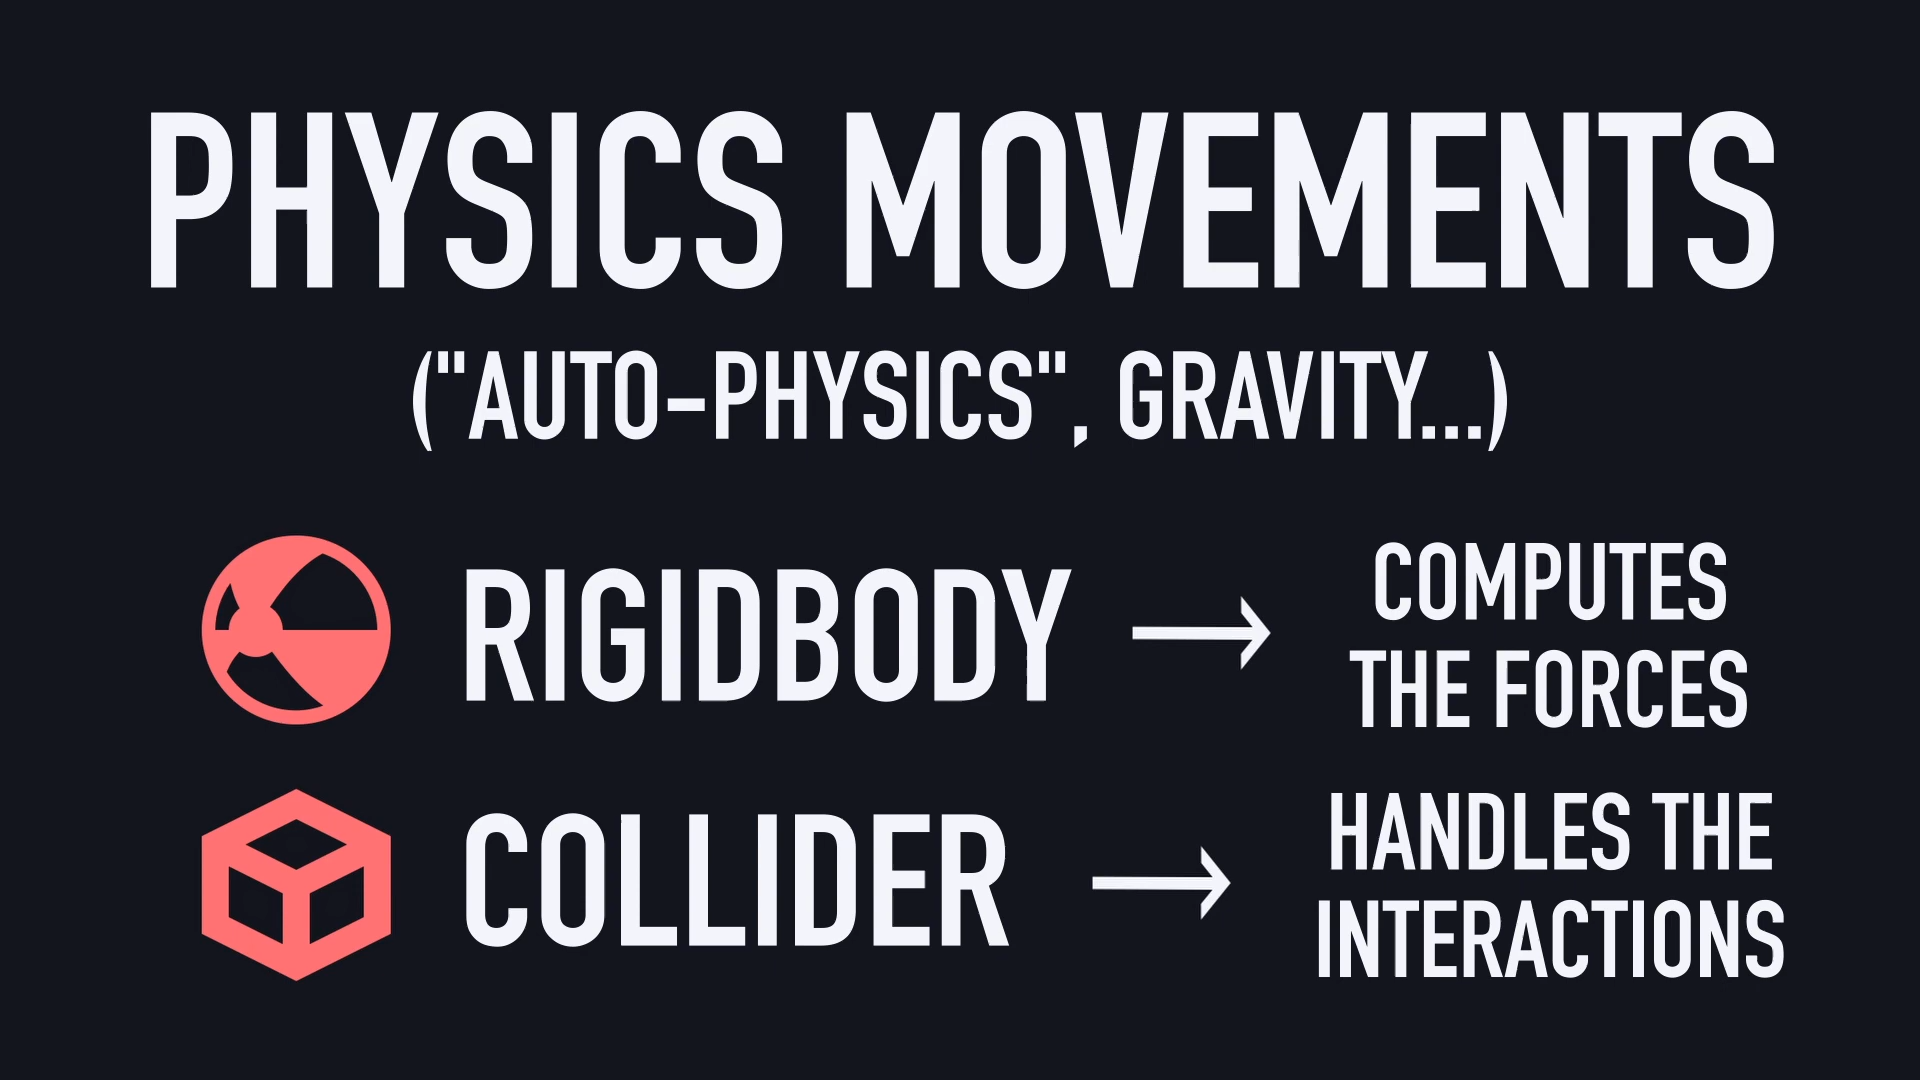 PHYSICS MOVEMENTS
("AUTO-PHYSICS", GRAVITY...)
RIGIDBODY → COMPUTES
THE FORCES
COLLIDER → HANDLES THE
INTERACTIONS